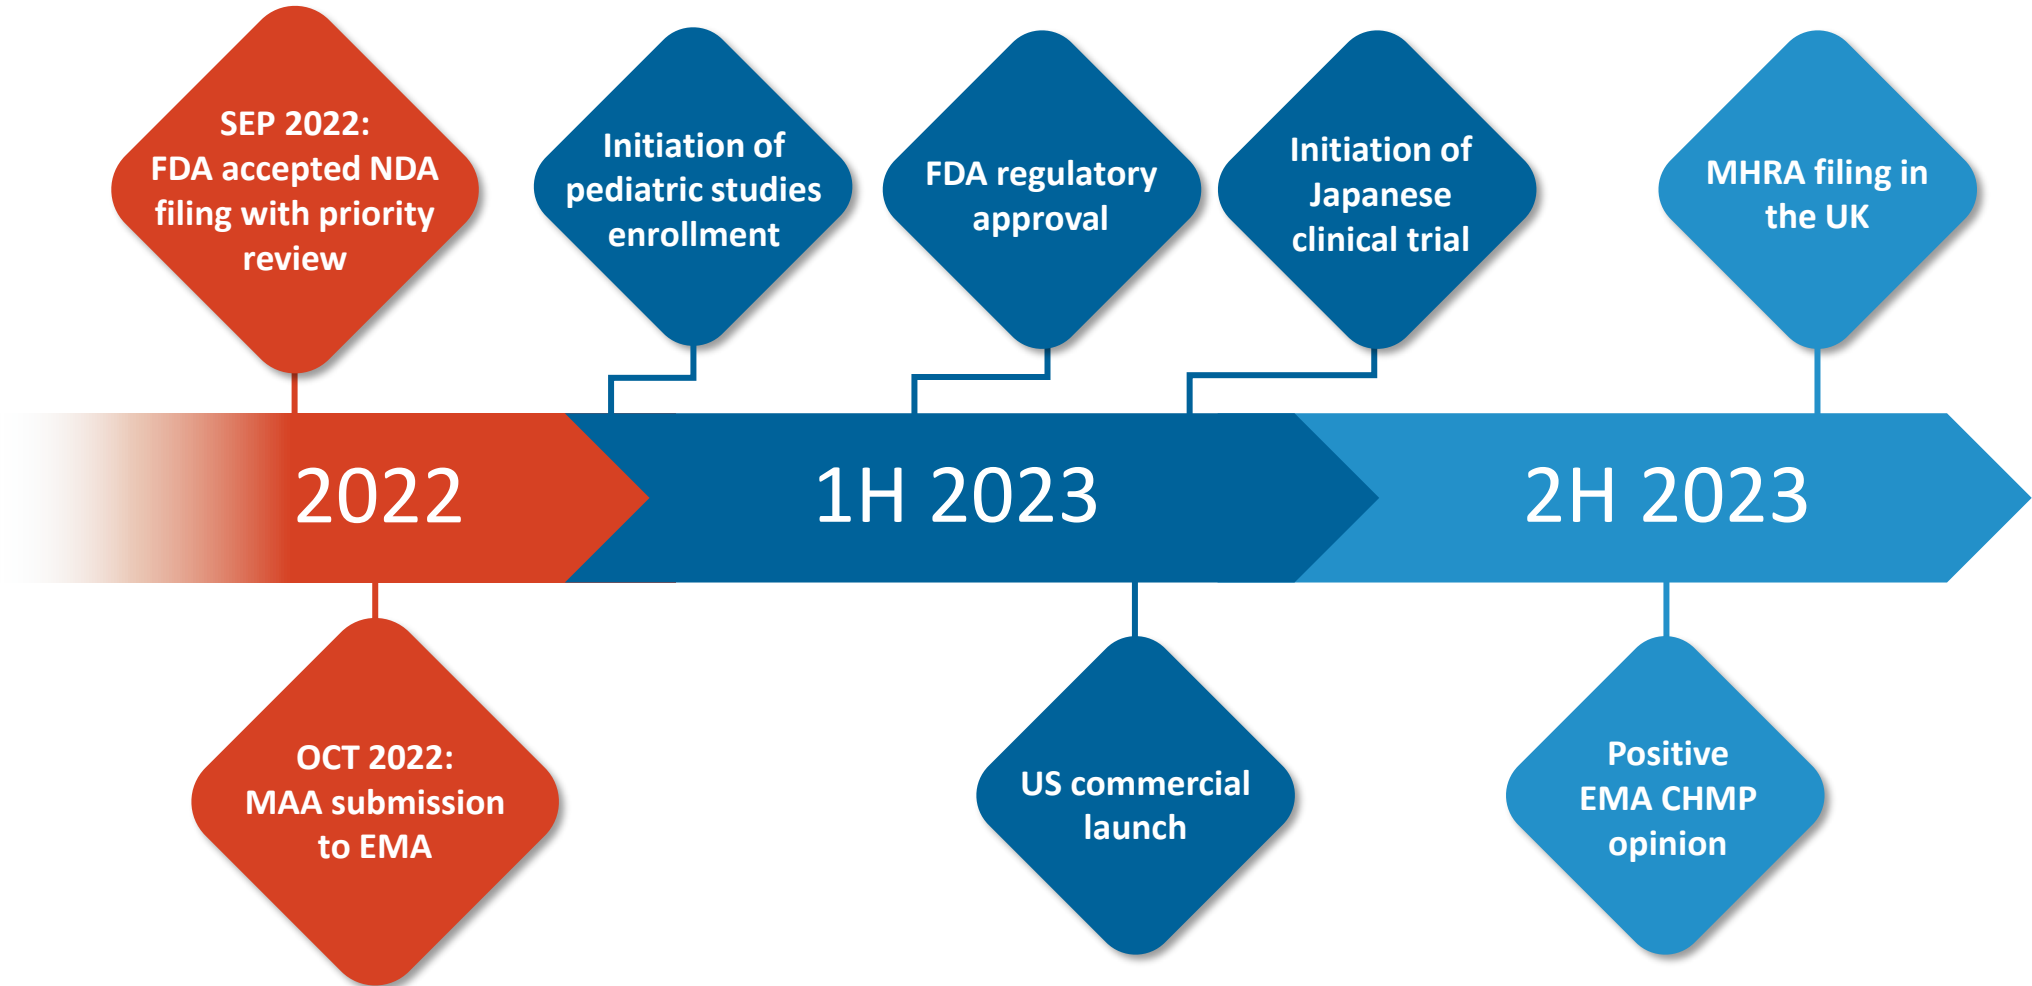 SEP 2022:
FDA accepted NDA
filing with priority
review
Initiation of
pediatric studies
enrollment
FDA regulatory
approval
Initiation of
Japanese
clinical trial
MHRA filing in
the UK
2022
1H 2023
2H 2023
OCT 2022:
MAA submission
to EMA
US commercial
launch
Positive
EMA CHMP
opinion